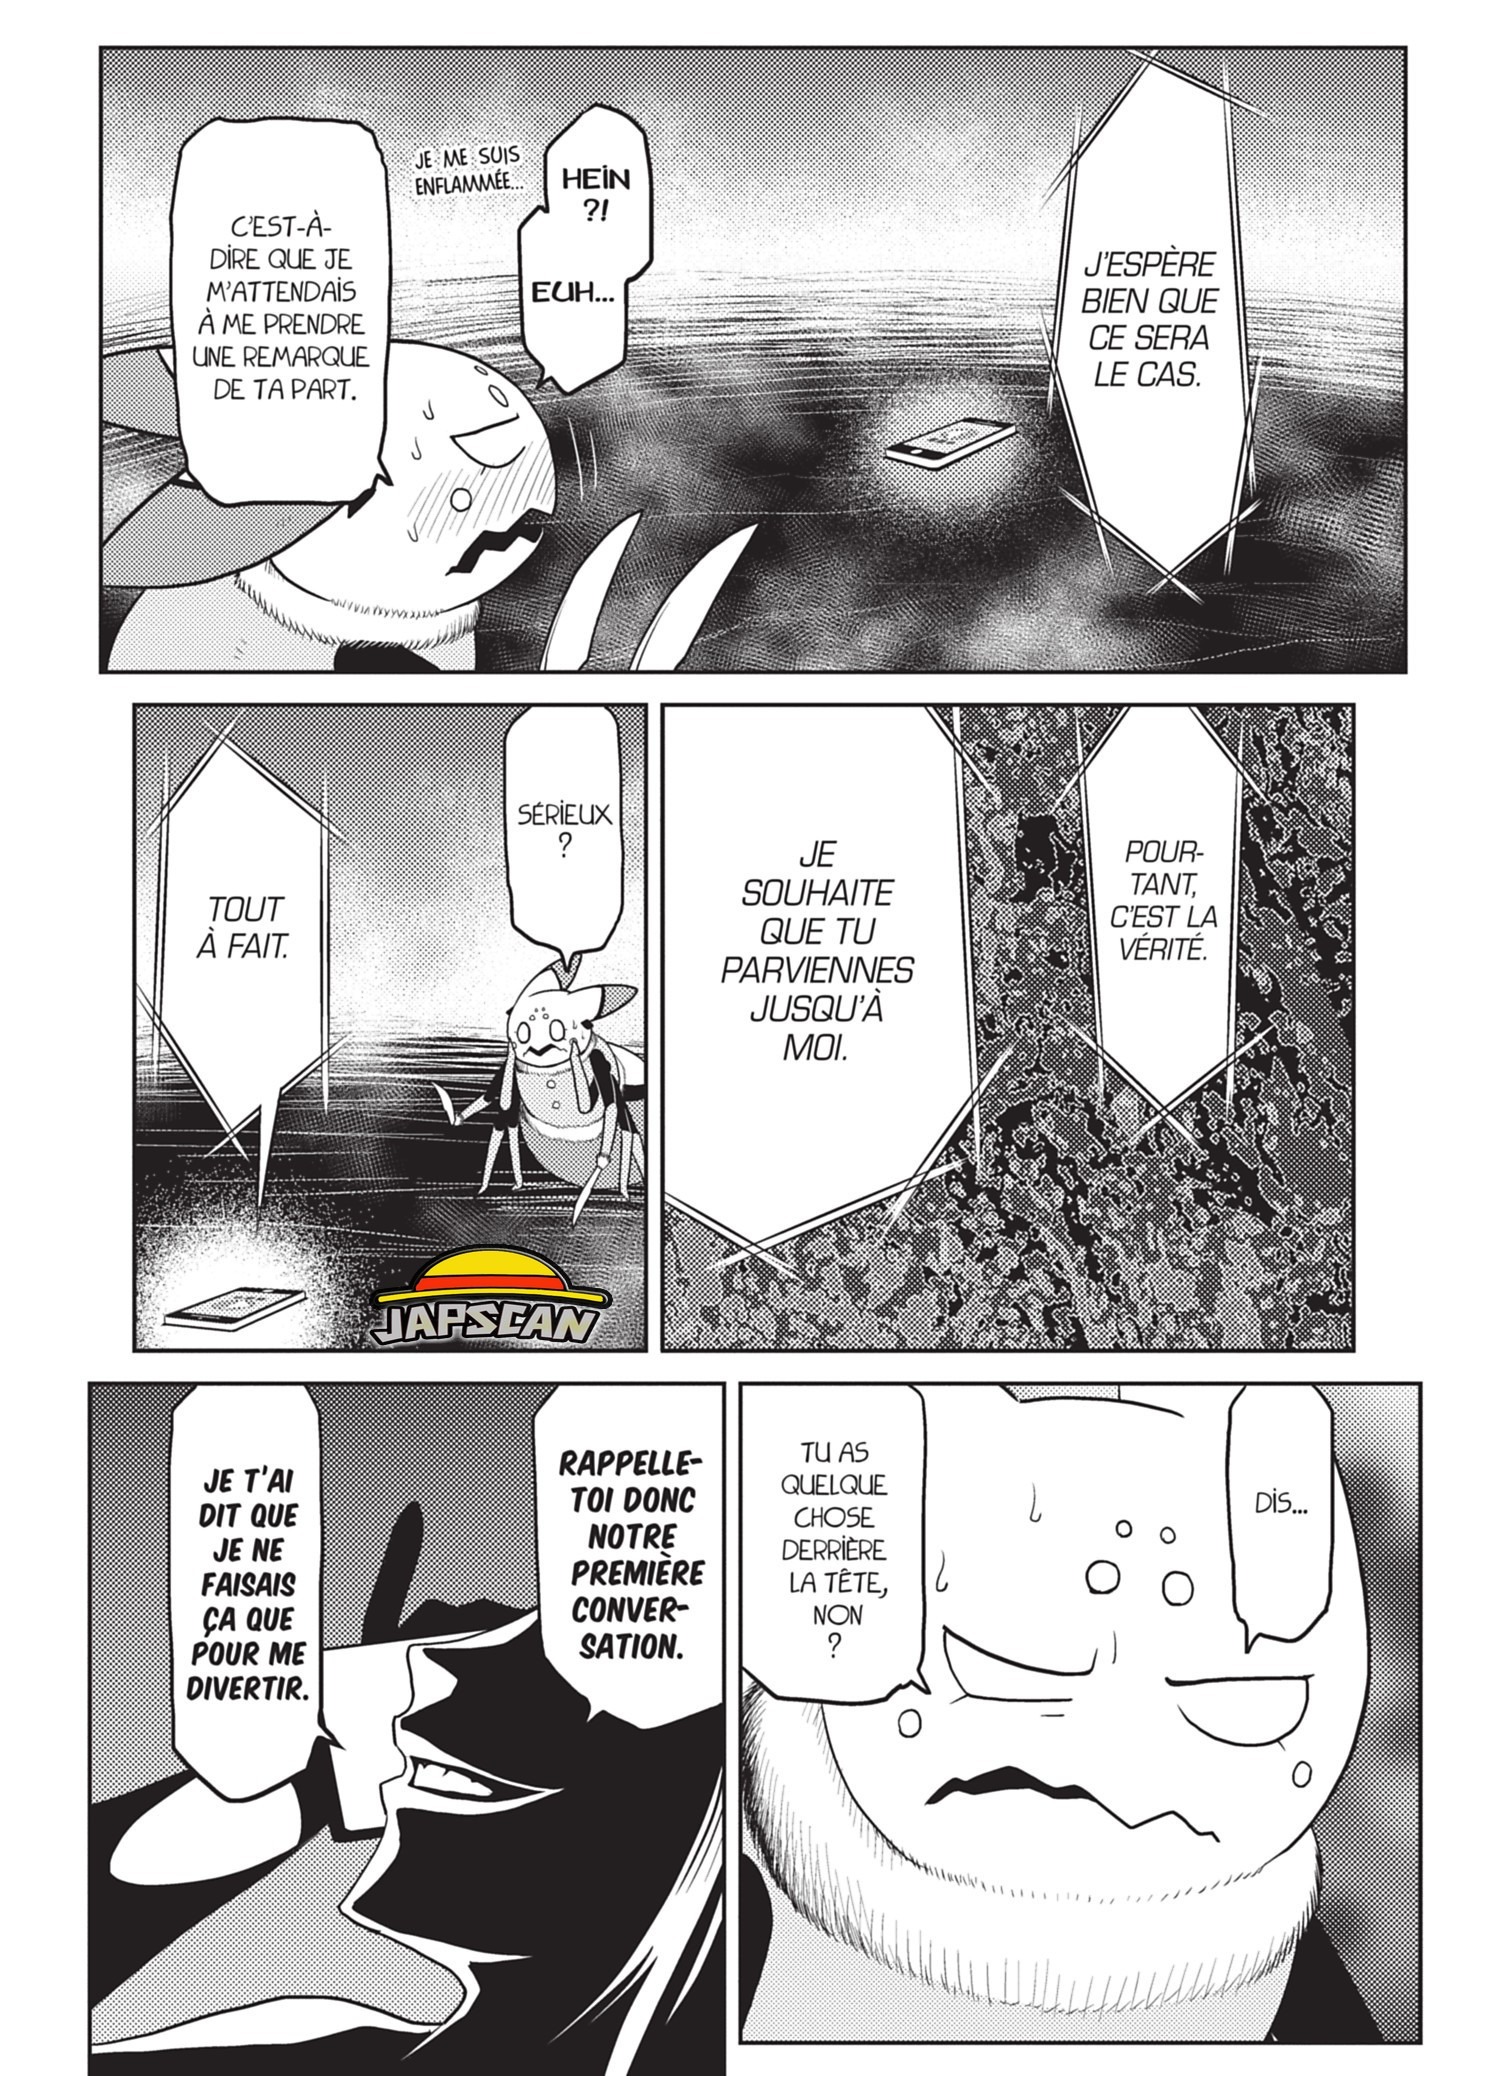 J'ESPÈRE
BIEN QUE
CE SERA
LE CAS.
HEIN
?!
EUH...
JE ME SUIS
ENFLAMMÉE...
C'EST-À-
DIRE QUE JE
M'ATTENDAIS
À ME PRENDRE
UNE REMARQUE
DE TA PART.
POUR-
TANT,
C'EST LA
VÉRITÉ.
JE
SOUHAITE
QUE TU
PARVIENNES
JUSQU'À
MOI.
SÉRIEUX
?
TOUT
À FAIT.
JAPSCAN
DIS...
TU AS
QUELQUE
CHOSE
DERRIÈRE
LA TÊTE,
NON
?
RAPPELLE-
TOI DONC
NOTRE
PREMIÈRE
CONVER-
SATION.
JE T'AI
DIT QUE
JE NE
FAISAIS
ÇA QUE
POUR ME
DIVERTIR.